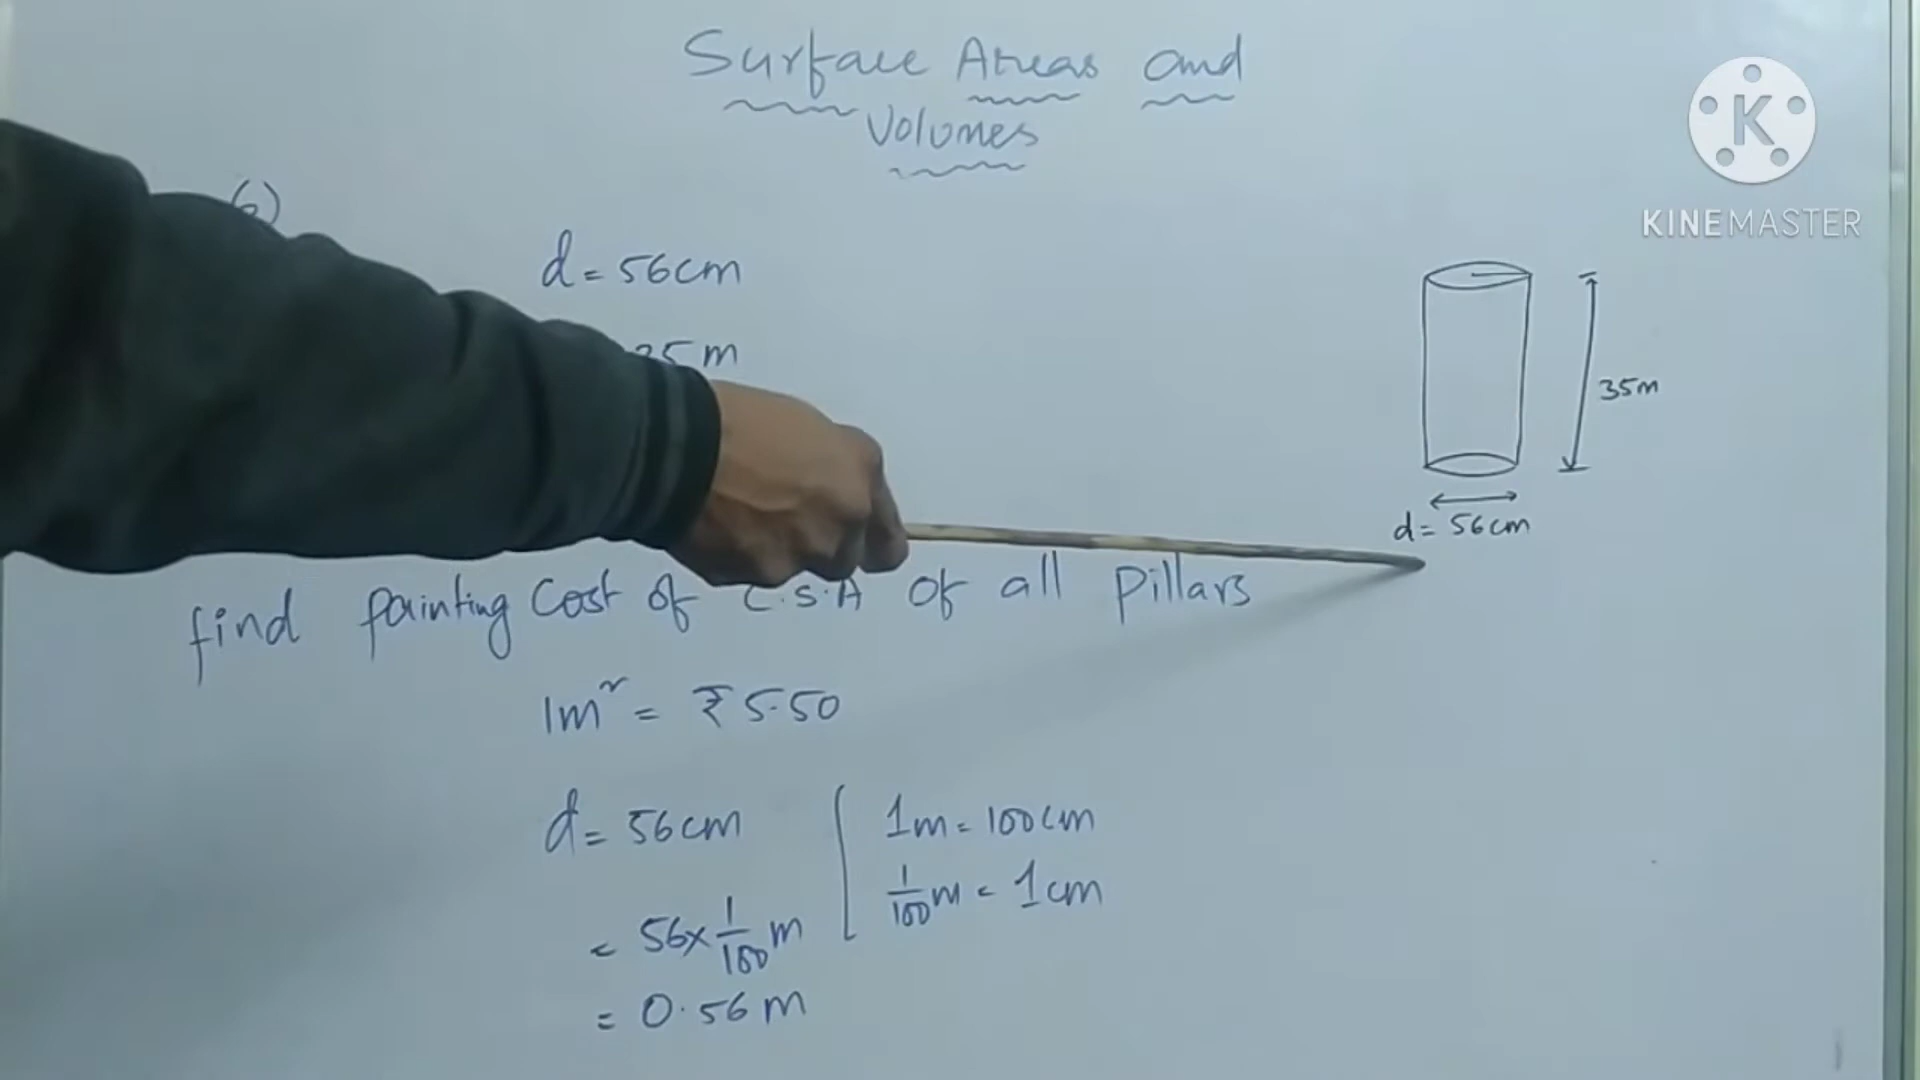 Surface Areas and
Volumes
6)
d = 56cm
35m
35m
d = 56cm
find painting Cost of C.S.A of all pillars
1m² = ₹ 5.50
d = 56cm
1m = 100cm
1/100 m = 1cm
= 56 x 1/100 m
= 0.56 m
K
KINEMASTER